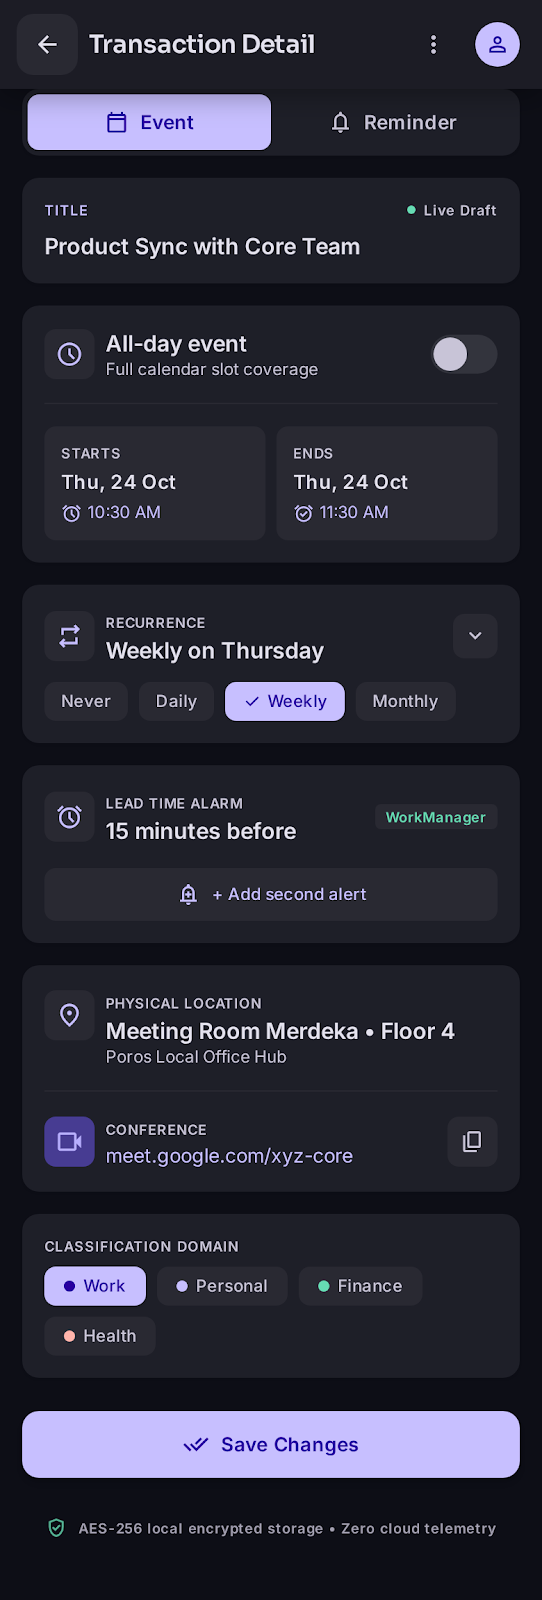 Transaction Detail
Event
Reminder
TITLE
Live Draft
Product Sync with Core Team
All-day event
Full calendar slot coverage
STARTS
Thu, 24 Oct
10:30 AM
ENDS
Thu, 24 Oct
11:30 AM
RECURRENCE
Weekly on Thursday
Never
Daily
Weekly
Monthly
LEAD TIME ALARM
15 minutes before
WorkManager
+ Add second alert
PHYSICAL LOCATION
Meeting Room Merdeka • Floor 4
Poros Local Office Hub
CONFERENCE
meet.google.com/xyz-core
CLASSIFICATION DOMAIN
Work
Personal
Finance
Health
Save Changes
AES-256 local encrypted storage • Zero cloud telemetry